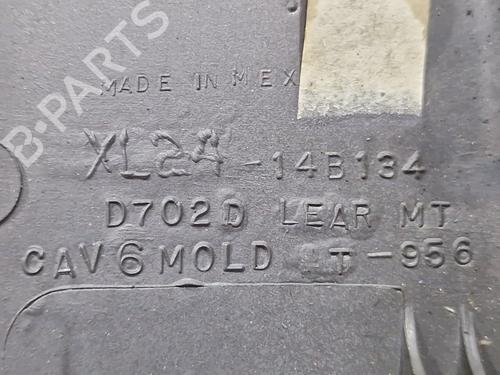 B-PARTS
MADE IN MEX
XL24-14B134
D702D LEAR MT
CAV6MOLD T-956